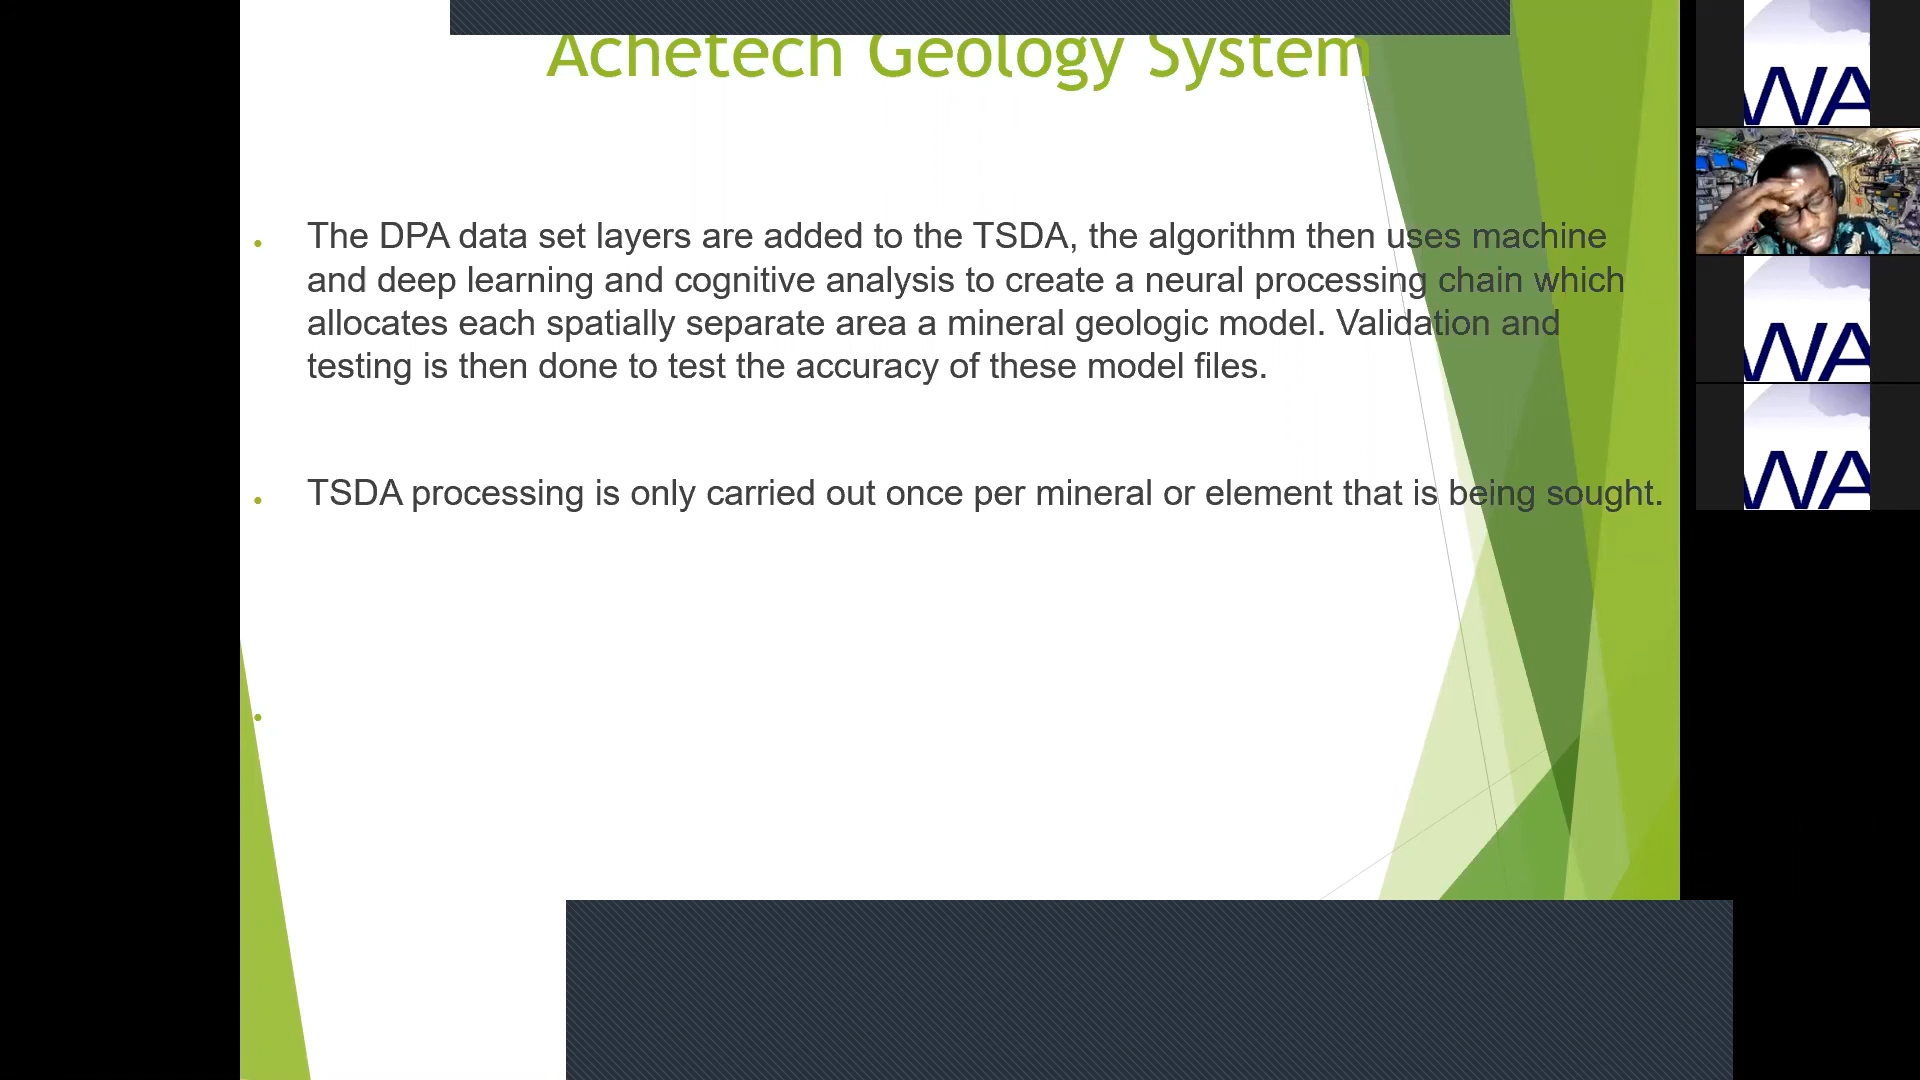 Achetech Geology System
The DPA data set layers are added to the TSDA, the algorithm then uses machine
and deep learning and cognitive analysis to create a neural processing chain which
allocates each spatially separate area a mineral geologic model. Validation and
testing is then done to test the accuracy of these model files.
TSDA processing is only carried out once per mineral or element that is being sought.
WA
WA
WA